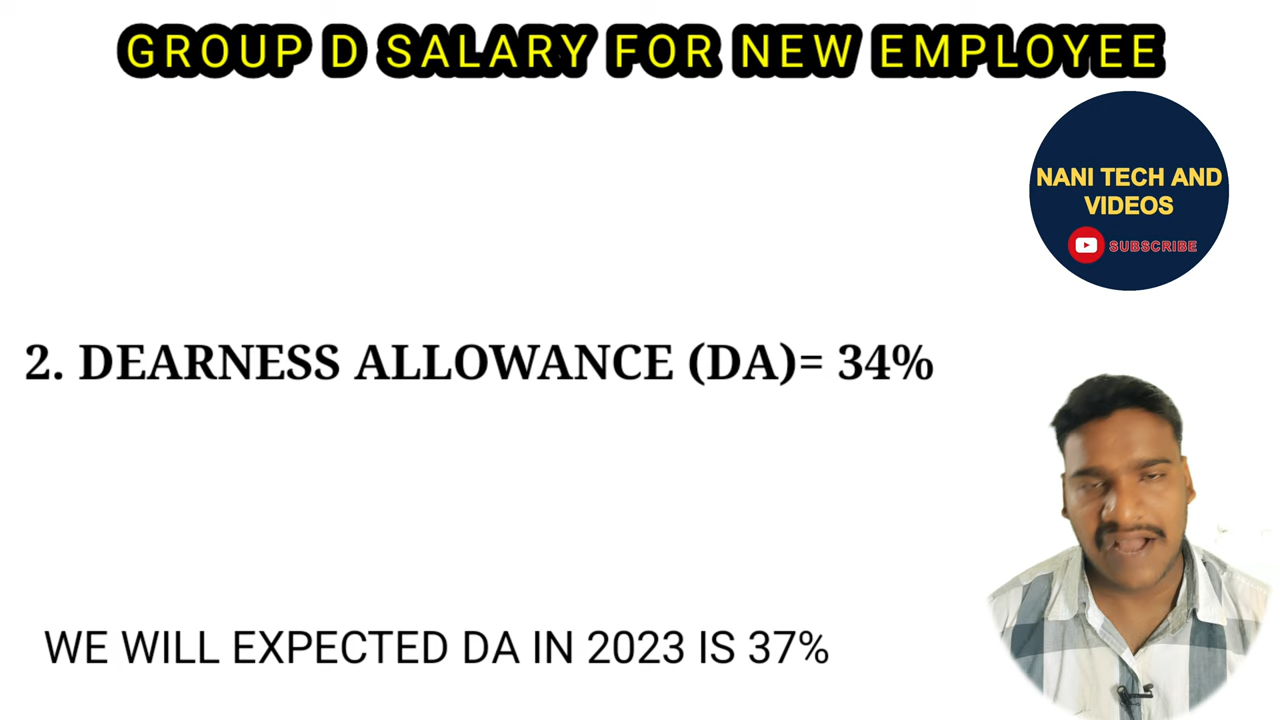 GROUP D SALARY FOR NEW EMPLOYEE
NANI TECH AND
VIDEOS
SUBSCRIBE
2. DEARNESS ALLOWANCE (DA)= 34%
WE WILL EXPECTED DA IN 2023 IS 37%